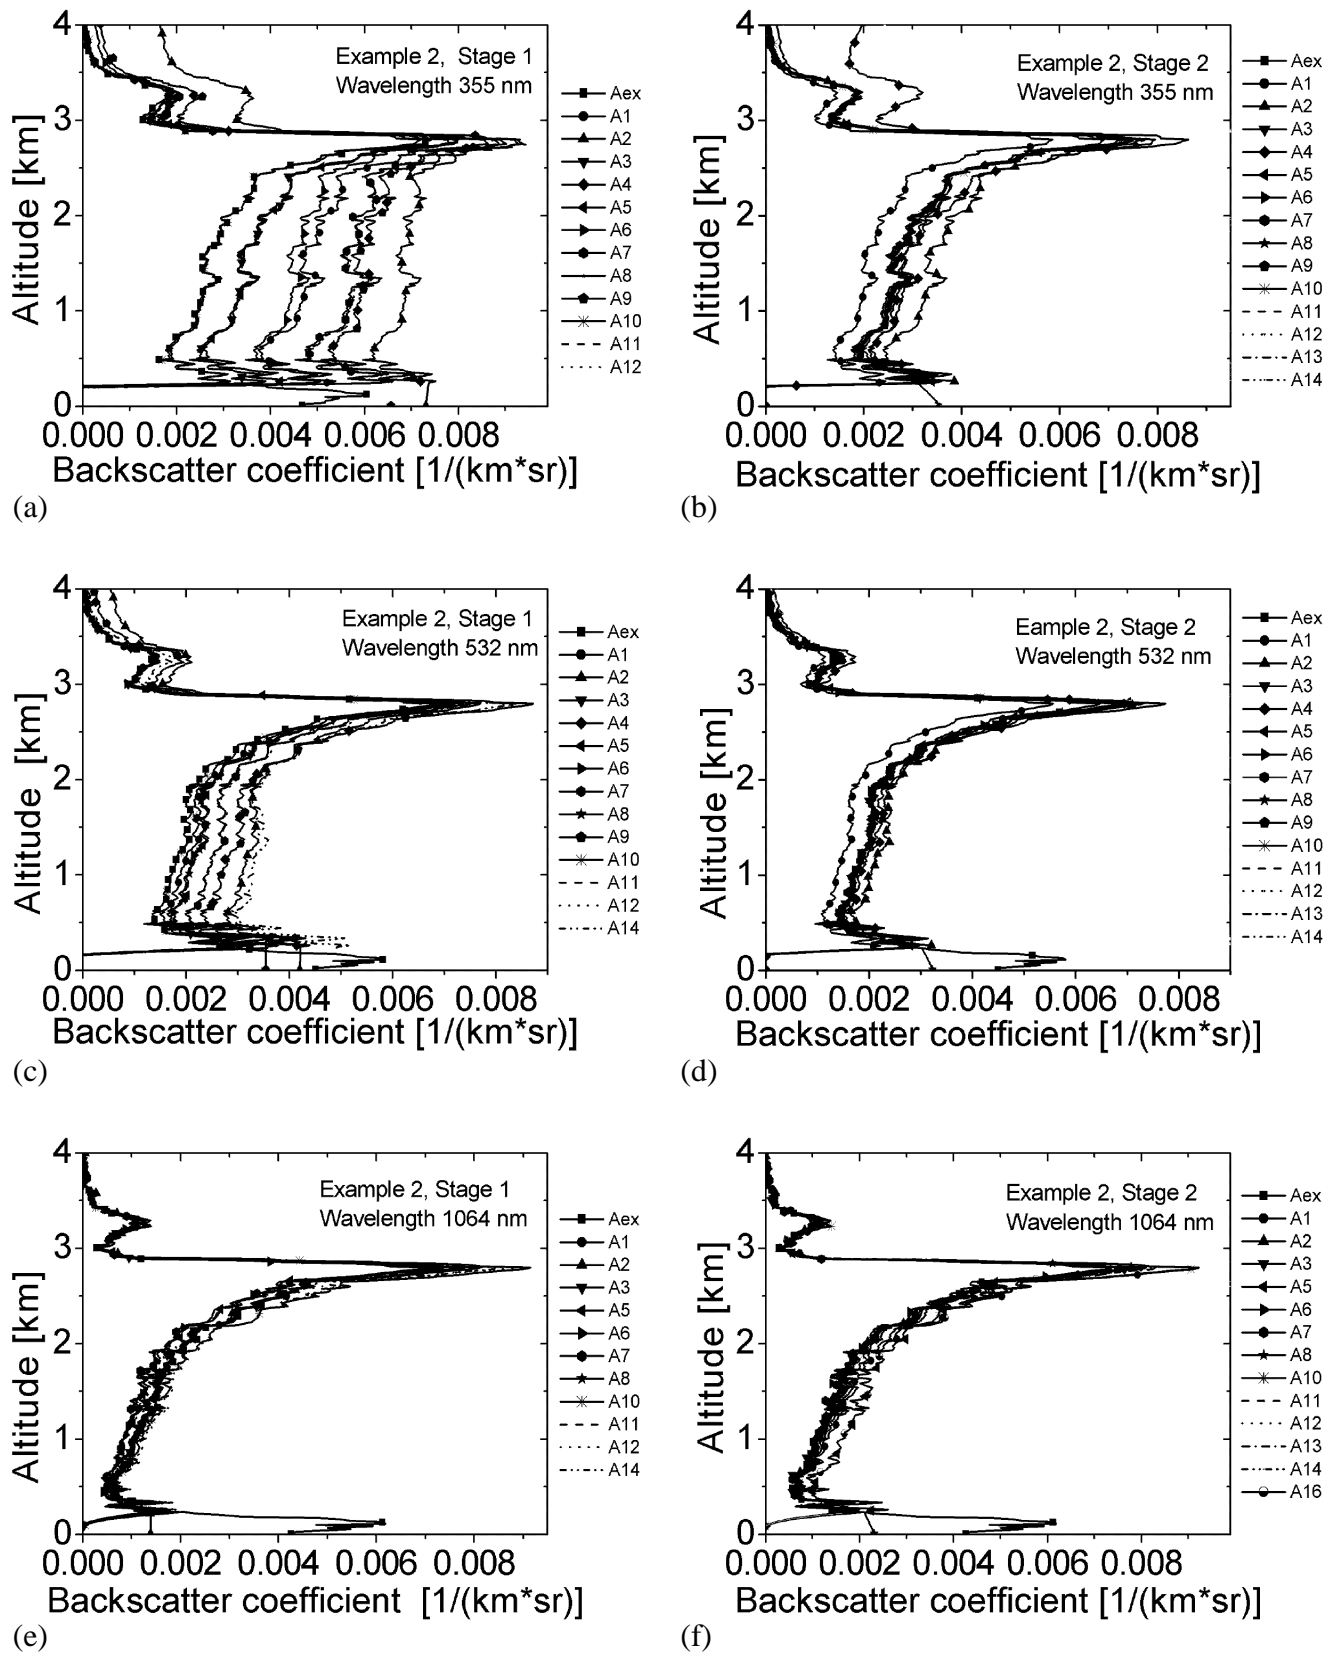 Example 2, Stage 1
Wavelength 355 nm
Altitude [km]
4
3
2
1
0
0.000 0.002 0.004 0.006 0.008
Backscatter coefficient [1/(km*sr)]
Aex
A1
A2
A3
A4
A5
A6
A7
A8
A9
A10
A11
A12
(a)
Example 2, Stage 2
Wavelength 355 nm
Altitude [km]
4
3
2
1
0
0.000 0.002 0.004 0.006 0.008
Backscatter coefficient [1/(km*sr)]
Aex
A1
A2
A3
A4
A5
A6
A7
A8
A9
A10
A11
A12
A13
A14
(b)
Example 2, Stage 1
Wavelength 532 nm
Altitude [km]
4
3
2
1
0
0.000 0.002 0.004 0.006 0.008
Backscatter coefficient [1/(km*sr)]
Aex
A1
A2
A3
A4
A5
A6
A7
A8
A9
A10
A11
A12
A14
(c)
Eample 2, Stage 2
Wavelength 532 nm
Altitude [km]
4
3
2
1
0
0.000 0.002 0.004 0.006 0.008
Backscatter coefficient [1/(km*sr)]
Aex
A1
A2
A3
A4
A5
A6
A7
A8
A9
A10
A11
A12
A13
A14
(d)
Example 2, Stage 1
Wavelength 1064 nm
Altitude [km]
4
3
2
1
0
0.000 0.002 0.004 0.006 0.008
Backscatter coefficient [1/(km*sr)]
Aex
A1
A2
A3
A5
A6
A7
A8
A10
A11
A12
A14
(e)
Example 2, Stage 2
Wavelength 1064 nm
Altitude [km]
4
3
2
1
0
0.000 0.002 0.004 0.006 0.008
Backscatter coefficient [1/(km*sr)]
Aex
A1
A2
A3
A5
A6
A7
A8
A10
A11
A12
A13
A14
A16
(f)